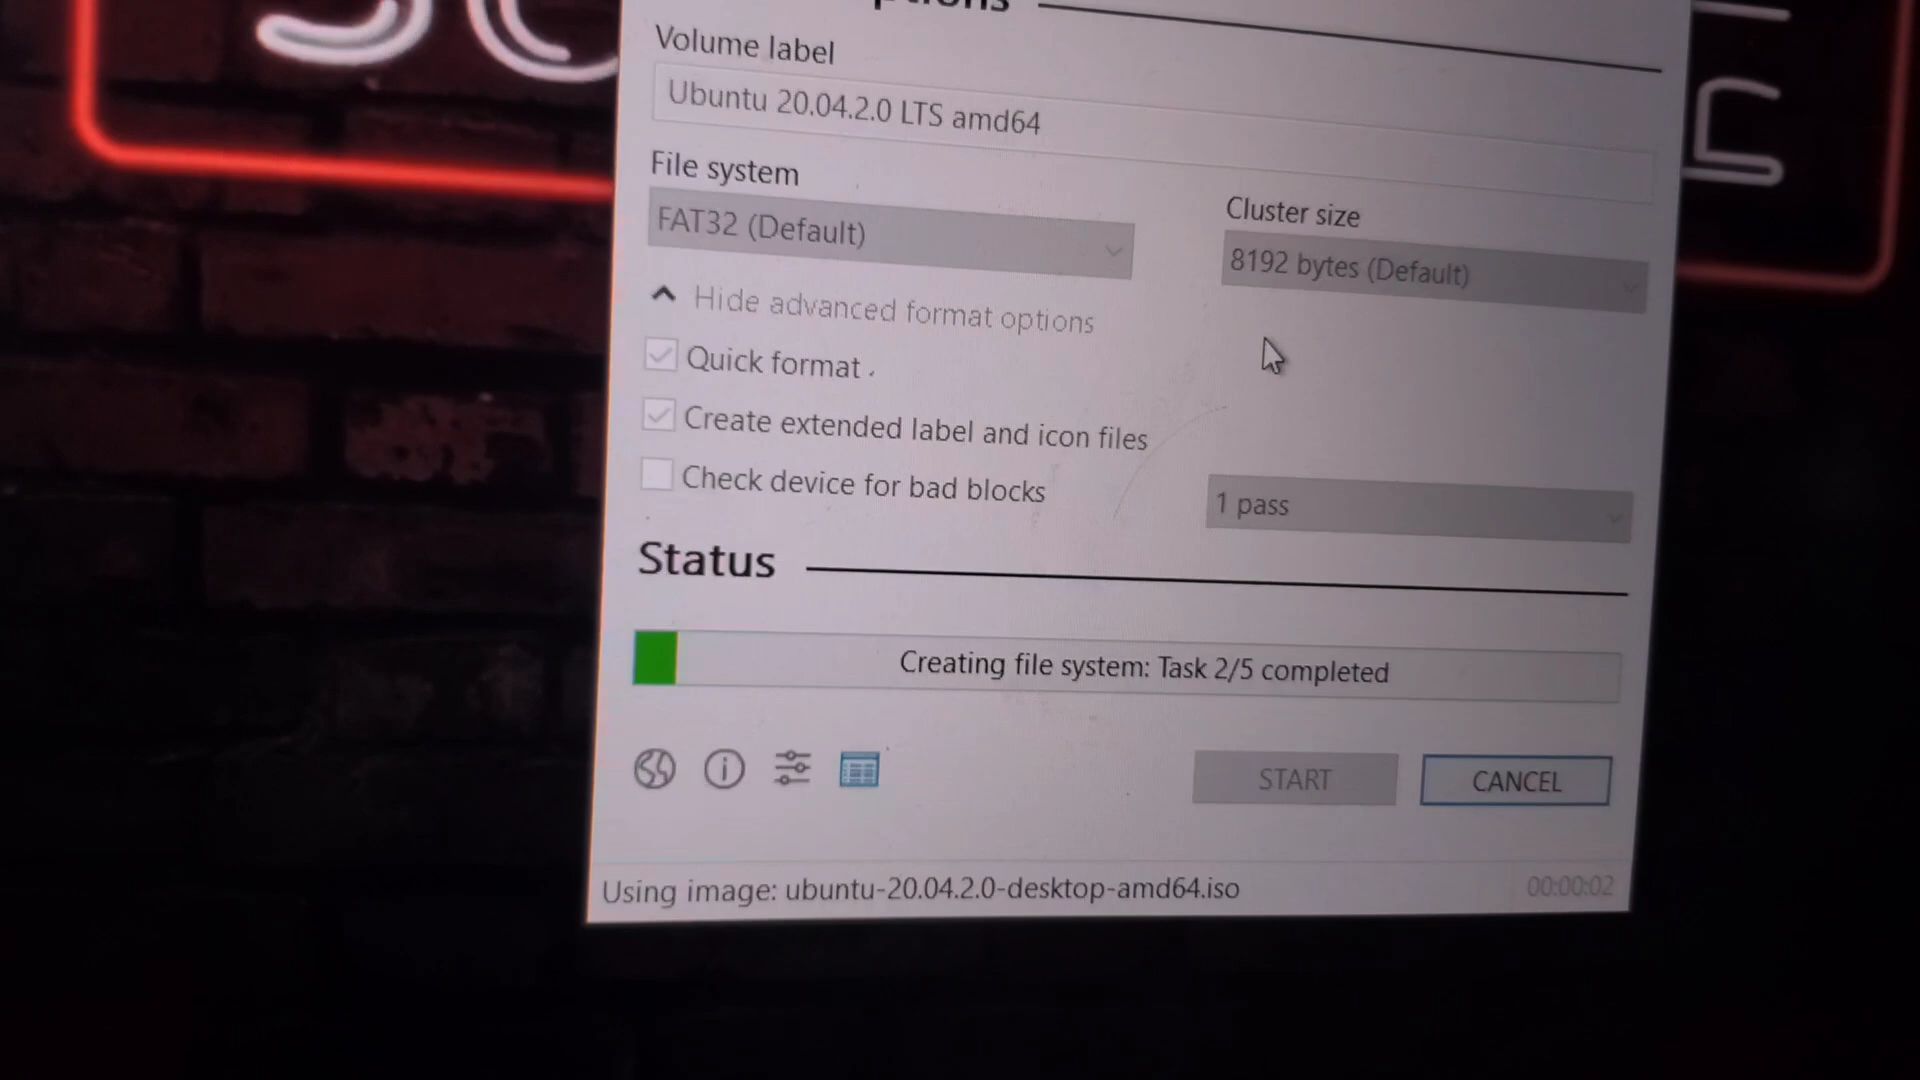 Volume label
Ubuntu 20.04.2.0 LTS amd64
File system
Cluster size
FAT32 (Default)
8192 bytes (Default)
Hide advanced format options
Quick format
Create extended label and icon files
Check device for bad blocks
1 pass
Status
Creating file system: Task 2/5 completed
START
CANCEL
Using image: ubuntu-20.04.2.0-desktop-amd64.iso
00:00:02